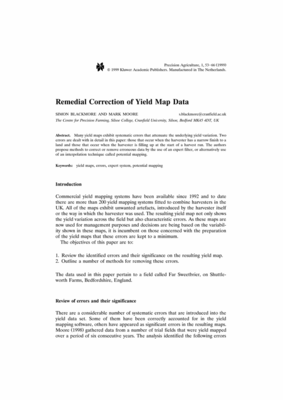 Precision Agriculture, 1, 53–66 (1999)
© 1999 Kluwer Academic Publishers. Manufactured in The Netherlands.
Remedial Correction of Yield Map Data
SIMON BLACKMORE AND MARK MOORE
The Centre for Precision Farming, Silsoe College, Cranfield University, Silsoe, Bedford MK45 4DT, UK
Abstract. Many yield maps exhibit systematic errors that attenuate the underlying yield variation. Two
errors are dealt with in detail in this paper: those that occur when the harvester has a narrow finish to a
land and those that occur when the harvester is filling up at the start of a harvest run. The authors
propose methods to correct or remove erroneous data by the use of an expert filter, or alternatively use
of an interpolation technique called potential mapping.
Keywords: yield maps, errors, expert system, potential mapping
Introduction
Commercial yield mapping systems have been available since 1992 and to date
there are more than 200 yield mapping systems fitted to combine harvesters in the
UK. All of the maps exhibit unwanted artefacts, introduced by the harvester itself
or the way in which the harvester was used. The resulting yield map not only shows
the yield variation across the field but also characteristic errors. As these maps are
now used for management purposes and decisions are being based on the variabil-
ity shown in these maps, it is incumbent on those concerned with the preparation
of the yield maps that these errors are kept to a minimum.
The objectives of this paper are to:
1. Review the identified errors and their significance on the resulting yield map.
2. Outline a number of methods for removing these errors.
The data used in this paper pertain to a field called Far Sweetbrier, on Shuttle-
worth Farms, Bedfordshire, England.
Review of errors and their significance
There are a considerable number of systematic errors that are introduced into the
yield data set. Some of them have been correctly accounted for in the yield
mapping software, others have appeared as significant errors in the resulting maps.
Moore (1998) gathered data from a number of trial fields that were yield mapped
over a period of six consecutive years. The analysis identified the following errors